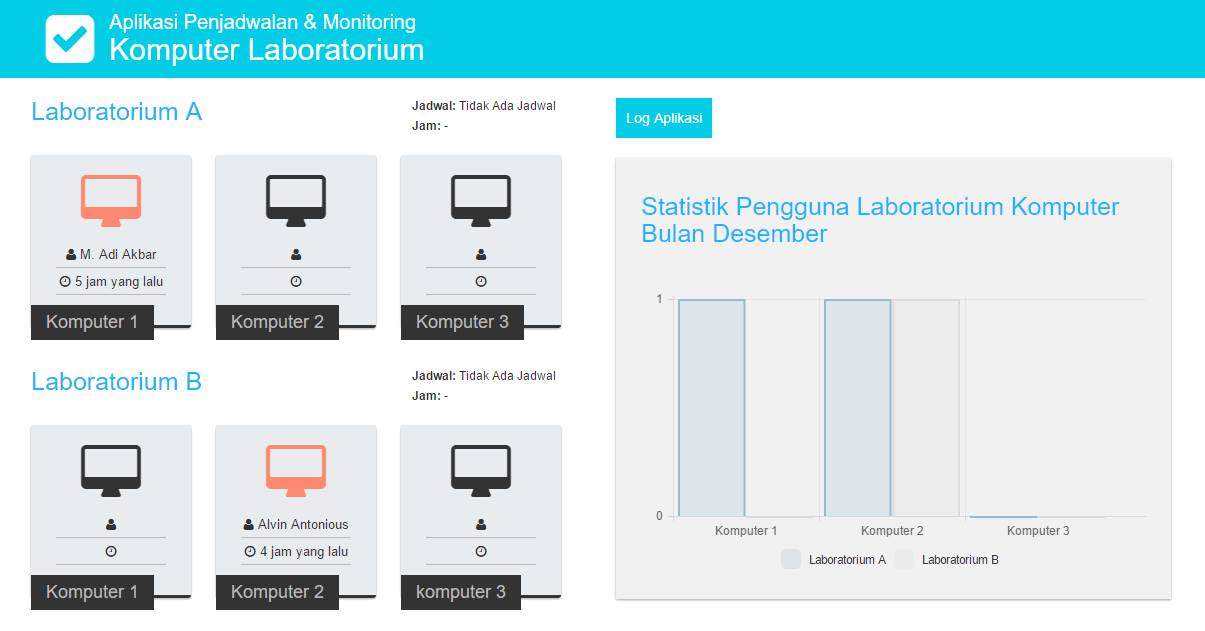 Aplikasi Penjadwalan & Monitoring
Komputer Laboratorium
Laboratorium A
Jadwal: Tidak Ada Jadwal
Jam: -
M. Adi Akbar
5 jam yang lalu
Komputer 1
Komputer 2
Komputer 3
Laboratorium B
Jadwal: Tidak Ada Jadwal
Jam: -
Alvin Antonious
4 jam yang lalu
Komputer 1
Komputer 2
komputer 3
Log Aplikasi
Statistik Pengguna Laboratorium Komputer
Bulan Desember
1
0
Komputer 1
Komputer 2
Komputer 3
Laboratorium A
Laboratorium B